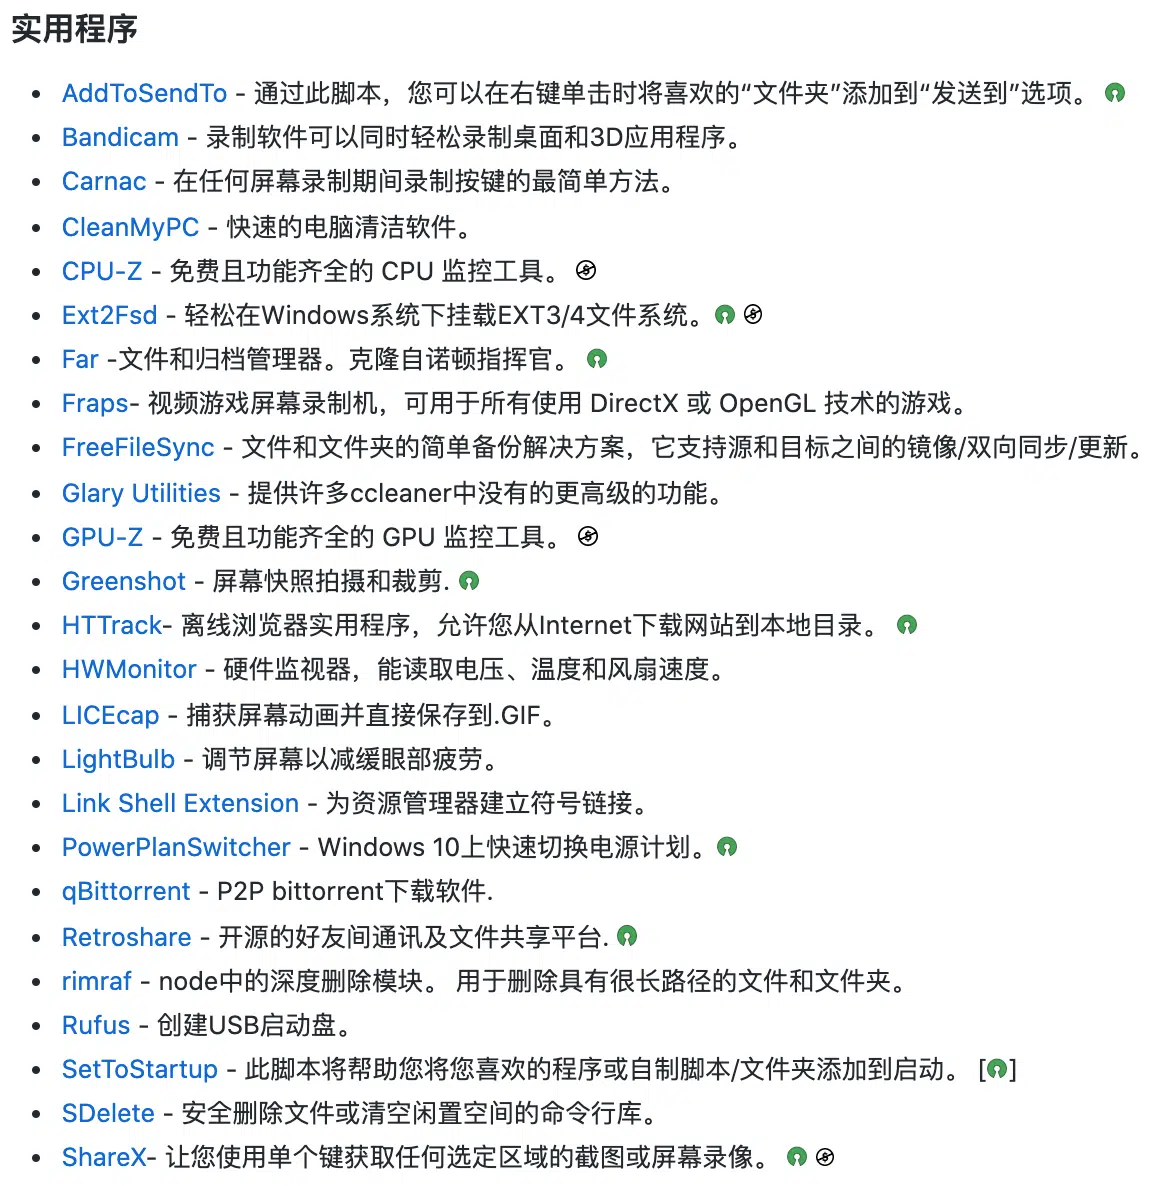 实用程序
• AddToSendTo - 通过此脚本，您可以在右键单击时将喜欢的“文件夹”添加到“发送到”选项。
• Bandicam - 录制软件可以同时轻松录制桌面和3D应用程序。
• Carnac - 在任何屏幕录制期间录制按键的最简单方法。
• CleanMyPC - 快速的电脑清洁软件。
• CPU-Z - 免费且功能齐全的 CPU 监控工具。
• Ext2Fsd - 轻松在Windows系统下挂载EXT3/4文件系统。
• Far -文件和归档管理器。克隆自诺顿指挥官。
• Fraps- 视频游戏屏幕录制机，可用于所有使用 DirectX 或 OpenGL 技术的游戏。
• FreeFileSync - 文件和文件夹的简单备份解决方案，它支持源和目标之间的镜像/双向同步/更新。
• Glary Utilities - 提供许多ccleaner中没有的更高级的功能。
• GPU-Z - 免费且功能齐全的 GPU 监控工具。
• Greenshot - 屏幕快照拍摄和裁剪.
• HTTrack- 离线浏览器实用程序，允许您从Internet下载网站到本地目录。
• HWMonitor - 硬件监视器，能读取电压、温度和风扇速度。
• LICEcap - 捕获屏幕动画并直接保存到.GIF。
• LightBulb - 调节屏幕以减缓眼部疲劳。
• Link Shell Extension - 为资源管理器建立符号链接。
• PowerPlanSwitcher - Windows 10上快速切换电源计划。
• qBittorrent - P2P bittorrent下载软件.
• Retroshare - 开源的好友间通讯及文件共享平台.
• rimraf - node中的深度删除模块。 用于删除具有很长路径的文件和文件夹。
• Rufus - 创建USB启动盘。
• SetToStartup - 此脚本将帮助您将您喜欢的程序或自制脚本/文件夹添加到启动。 []
• SDelete - 安全删除文件或清空闲置空间的命令行库。
• ShareX- 让您使用单个键获取任何选定区域的截图或屏幕录像。